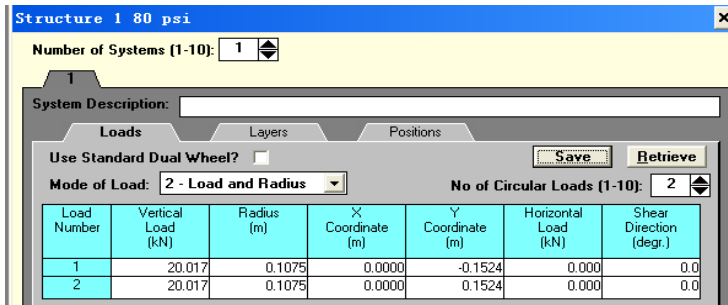 Structure 1 80 psi
Number of Systems (1-10): 1
1
System Description:
Loads Layers Positions
Use Standard Dual Wheel? Save Retrieve
Mode of Load: 2 - Load and Radius No of Circular Loads (1-10): 2
Load Number Vertical Load (kN) Radius (m) X Coordinate (m) Y Coordinate (m) Horizontal Load (kN) Shear Direction (degr.)
1 20.017 0.1075 0.0000 -0.1524 0.000 0.0
2 20.017 0.1075 0.0000 0.1524 0.000 0.0